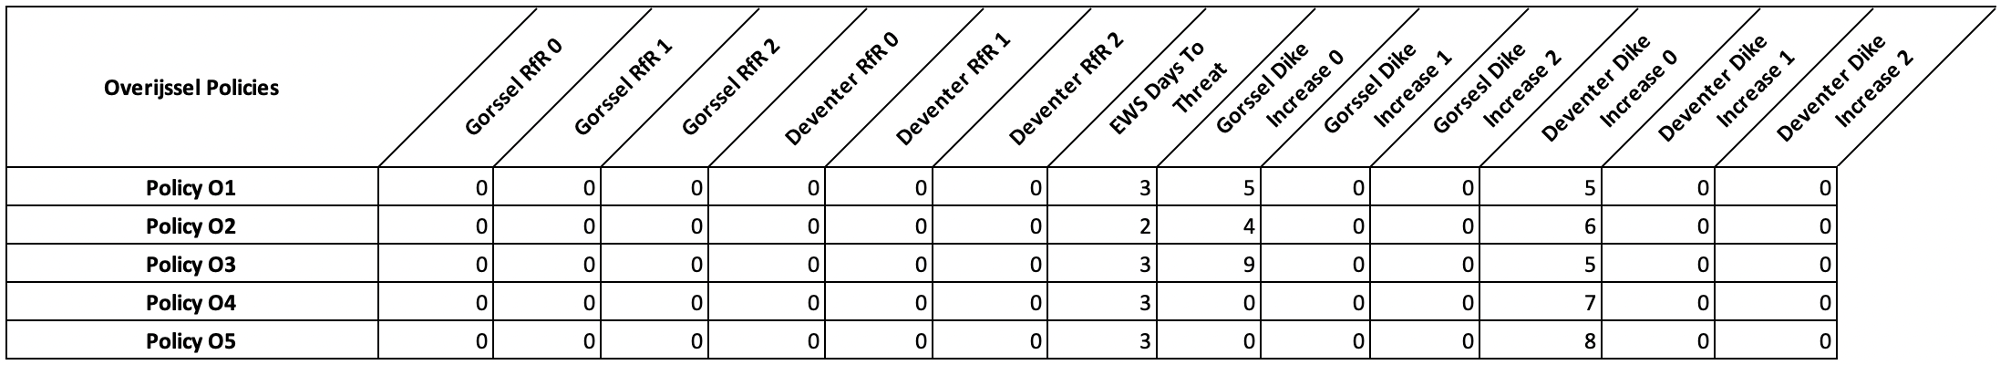 Overijssel Policies
Gorssel RfR 0
Gorssel RfR 1
Gorssel RfR 2
Deventer RfR 0
Deventer RfR 1
Deventer RfR 2
EWS Days To
Threat
Gorssel Dike
Increase 0
Gorssel Dike
Increase 1
Gorsesl Dike
Increase 2
Deventer Dike
Increase 0
Deventer Dike
Increase 1
Deventer Dike
Increase 2
Policy O1 0 0 0 0 0 0 3 5 0 0 5 0 0
Policy O2 0 0 0 0 0 0 2 4 0 0 6 0 0
Policy O3 0 0 0 0 0 0 3 9 0 0 5 0 0
Policy O4 0 0 0 0 0 0 3 0 0 0 7 0 0
Policy O5 0 0 0 0 0 0 3 0 0 0 8 0 0